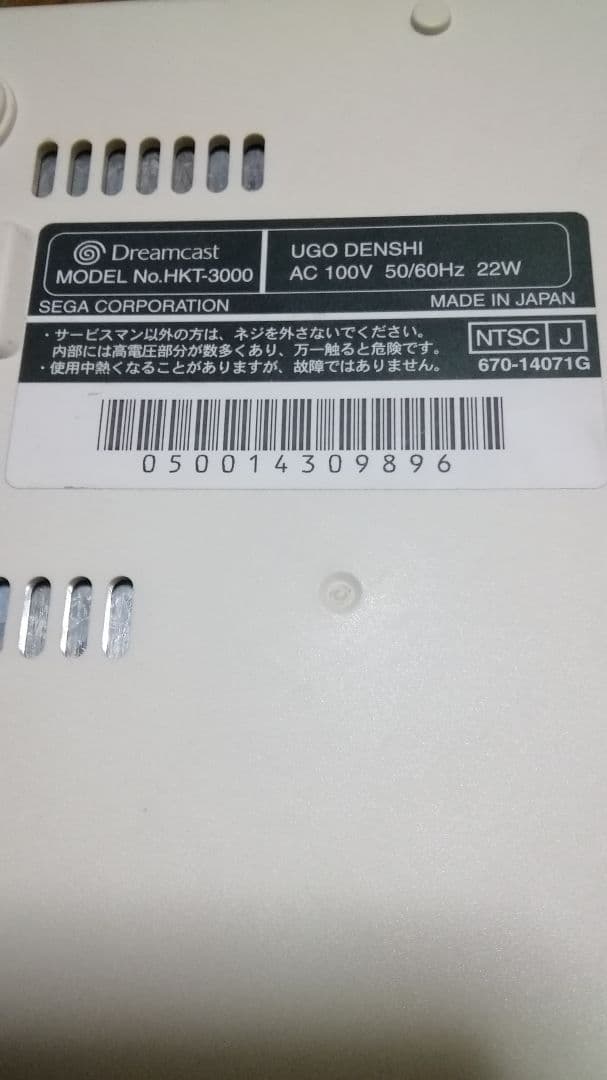 Dreamcast
MODEL No.HKT-3000
UGO DENSHI
AC 100V 50/60Hz 22W
SEGA CORPORATION
MADE IN JAPAN
・サービスマン以外の方は、ネジを外さないでください。
内部には高電圧部分が数多くあり、万一触ると危険です。
・使用中熱くなることがありますが、故障ではありません。
NTSC J
670-14071G
050014309896